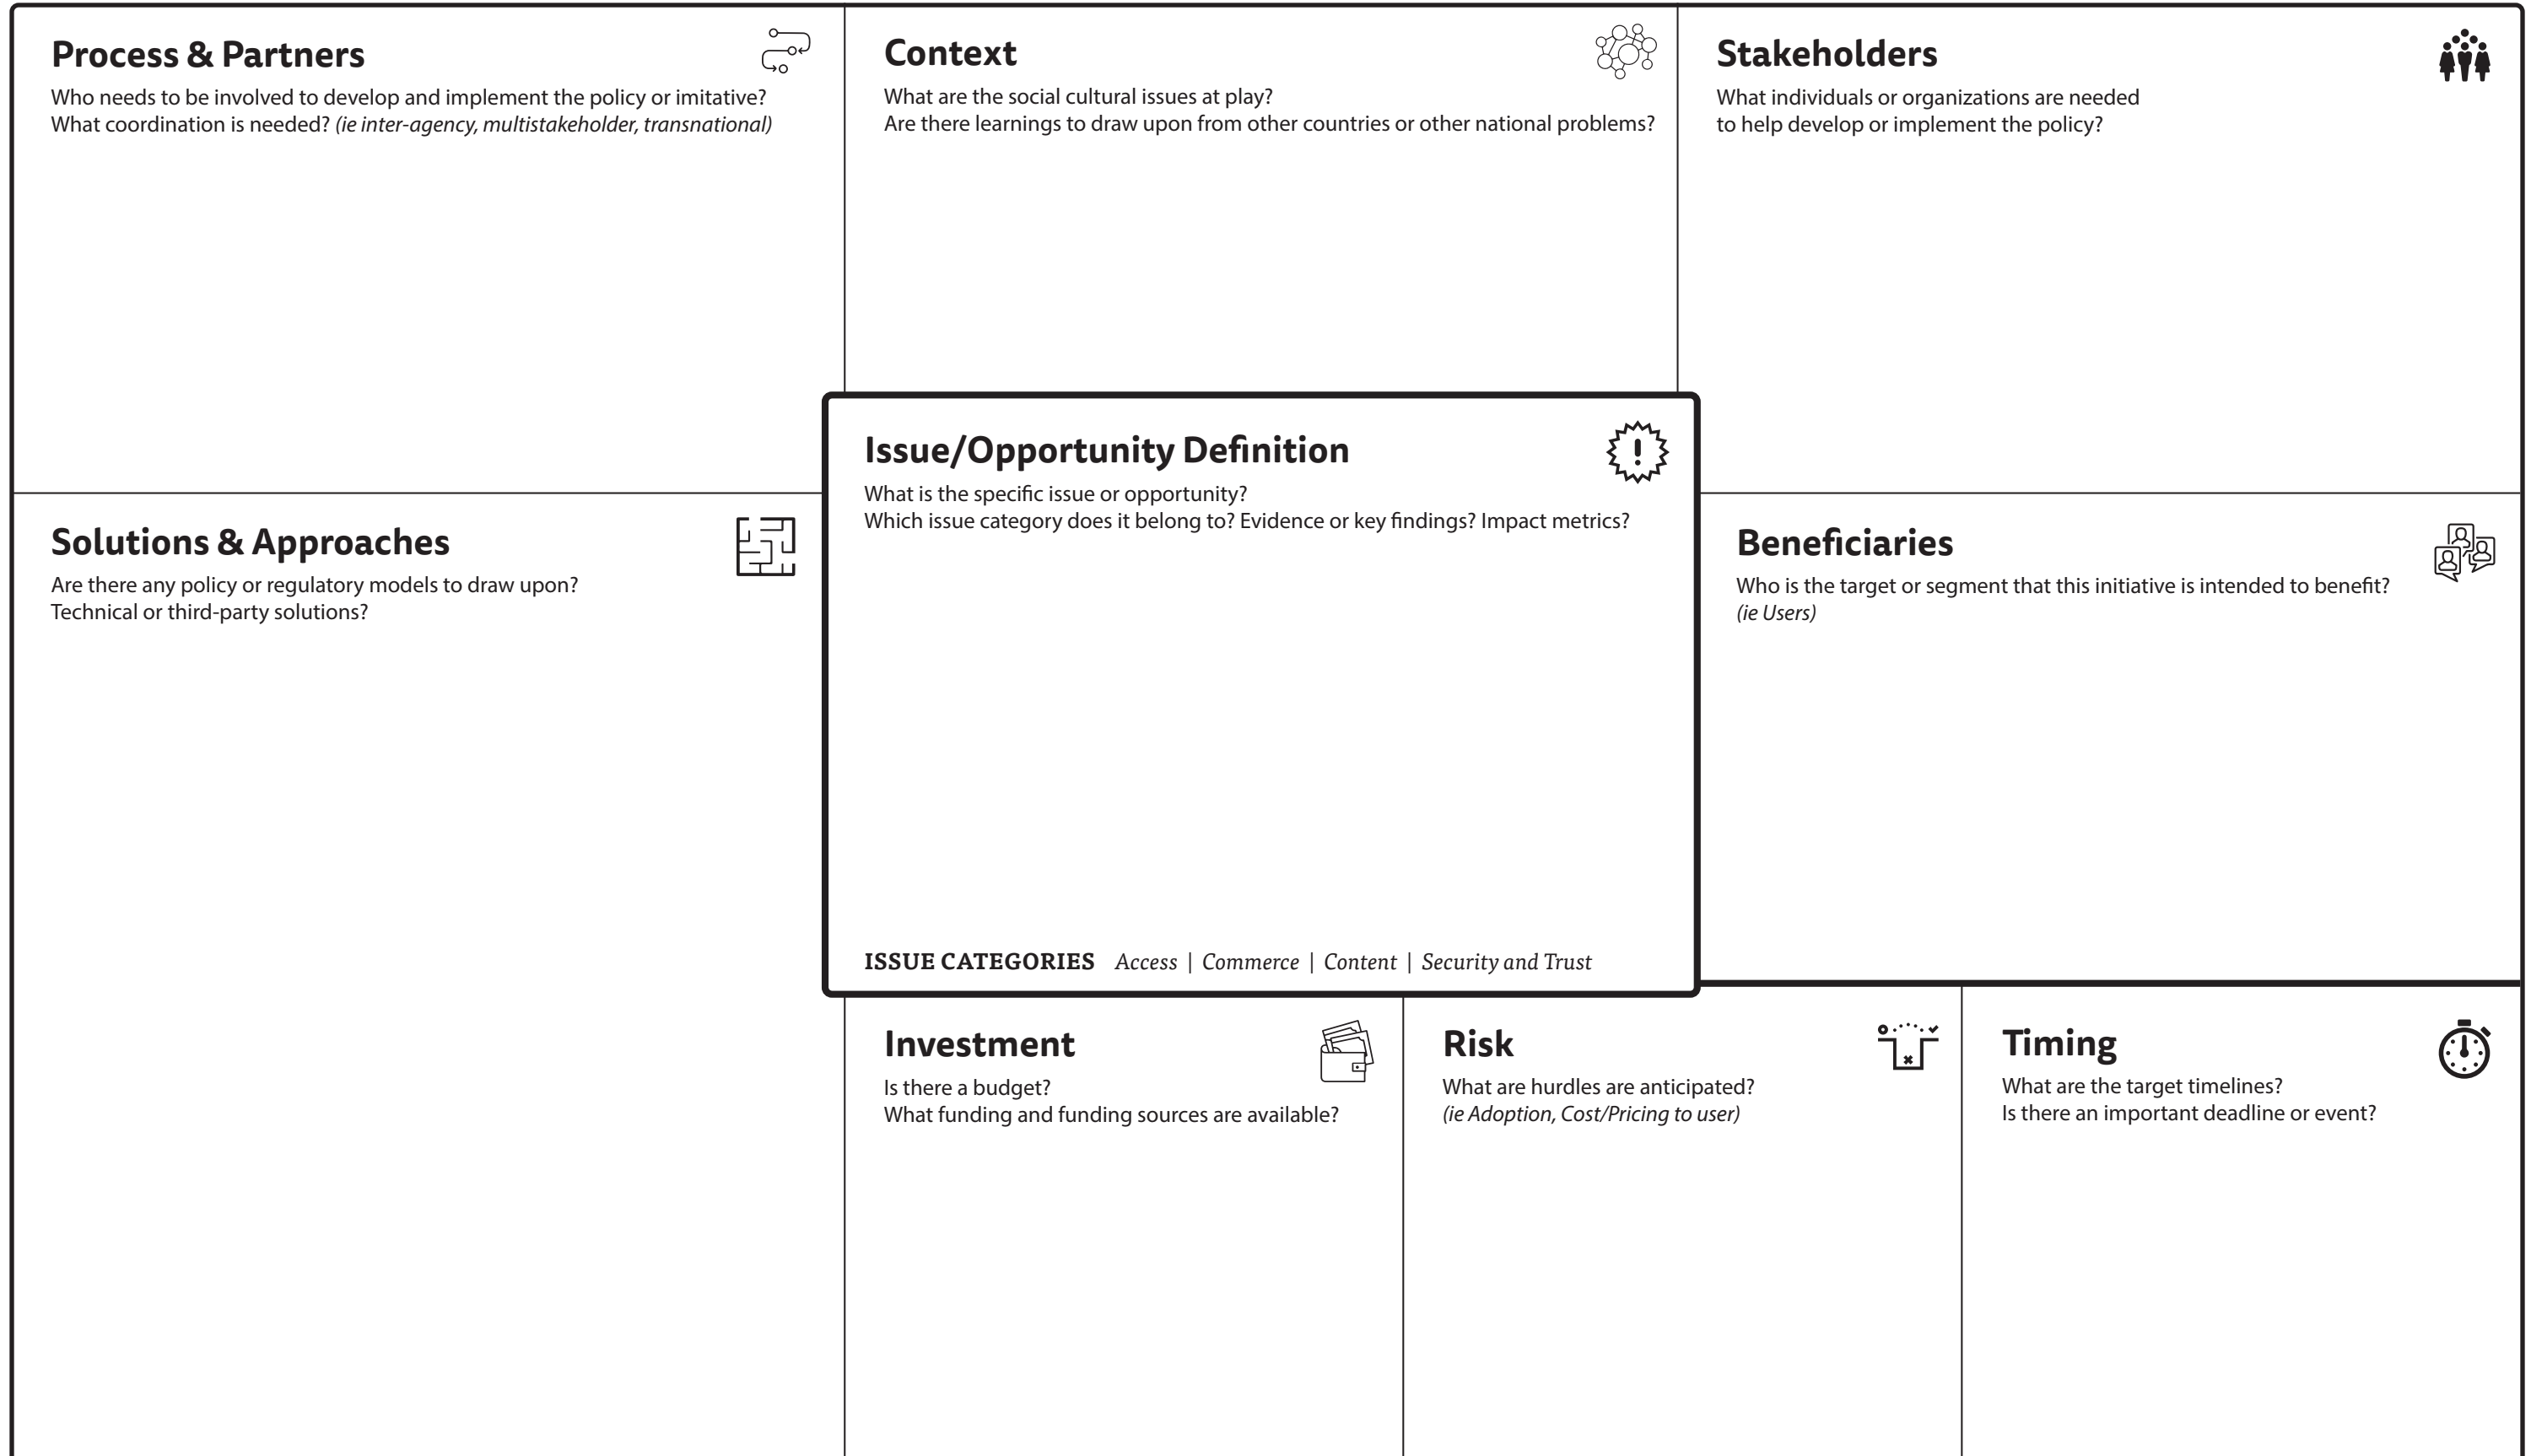 Process & Partners
Who needs to be involved to develop and implement the policy or imitative?
What coordination is needed? (ie inter-agency, multistakeholder, transnational)
Context
What are the social cultural issues at play?
Are there learnings to draw upon from other countries or other national problems?
Stakeholders
What individuals or organizations are needed
to help develop or implement the policy?
Issue/Opportunity Definition
What is the specific issue or opportunity?
Which issue category does it belong to? Evidence or key findings? Impact metrics?
ISSUE CATEGORIES Access | Commerce | Content | Security and Trust
Solutions & Approaches
Are there any policy or regulatory models to draw upon?
Technical or third-party solutions?
Beneficiaries
Who is the target or segment that this initiative is intended to benefit?
(ie Users)
Investment
Is there a budget?
What funding and funding sources are available?
Risk
What are hurdles are anticipated?
(ie Adoption, Cost/Pricing to user)
Timing
What are the target timelines?
Is there an important deadline or event?